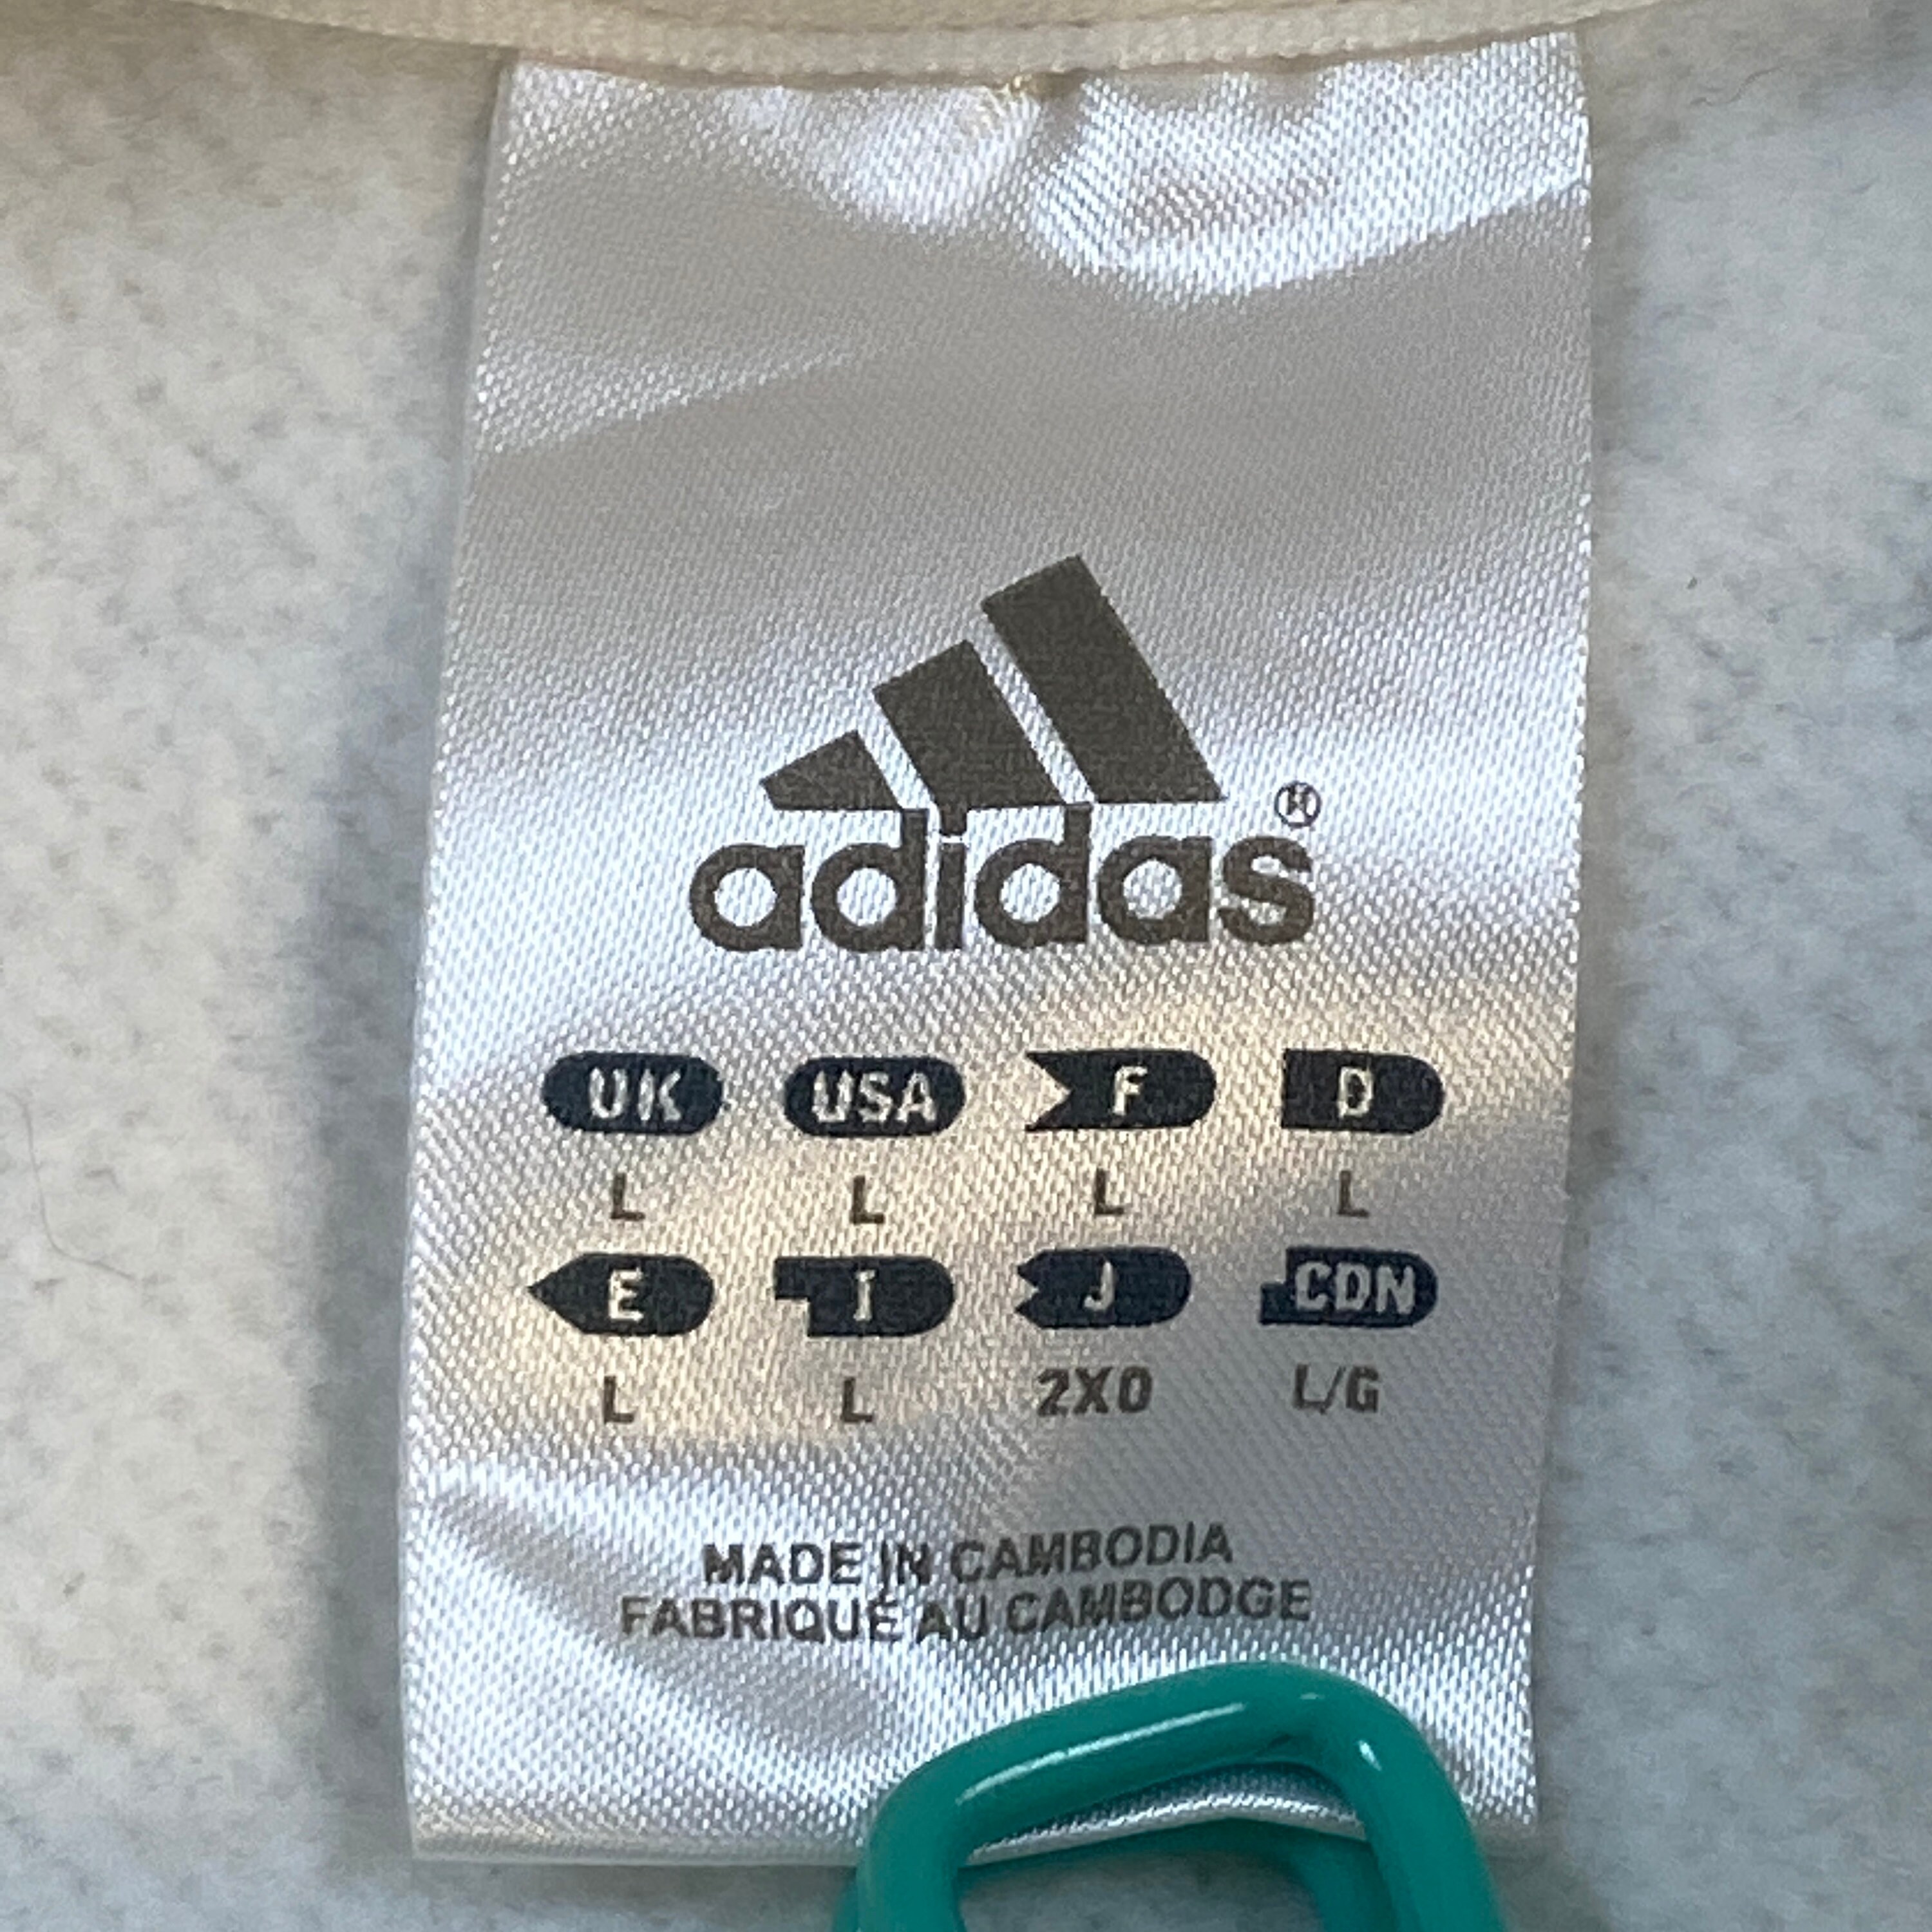 adidas®
UK USA F D
L L L L
E I J CDN
L L 2XO L/G
MADE IN CAMBODIA
FABRIQUÉ AU CAMBODGE